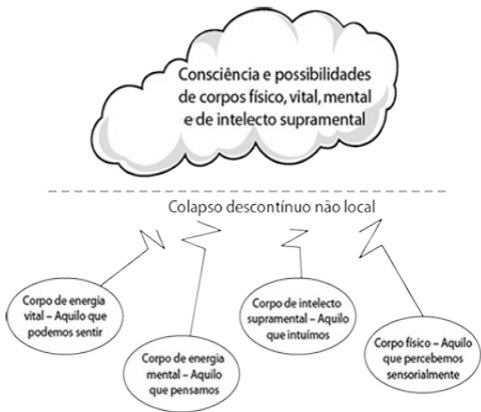 Consciência e possibilidades
de corpos físico, vital, mental
e de intelecto supramental
Colapso descontínuo não local
Corpo de energia
vital – Aquilo que
podemos sentir
Corpo de energia
mental – Aquilo
que pensamos
Corpo de intelecto
supramental – Aquilo
que intuímos
Corpo físico – Aquilo
que percebemos
sensorialmente